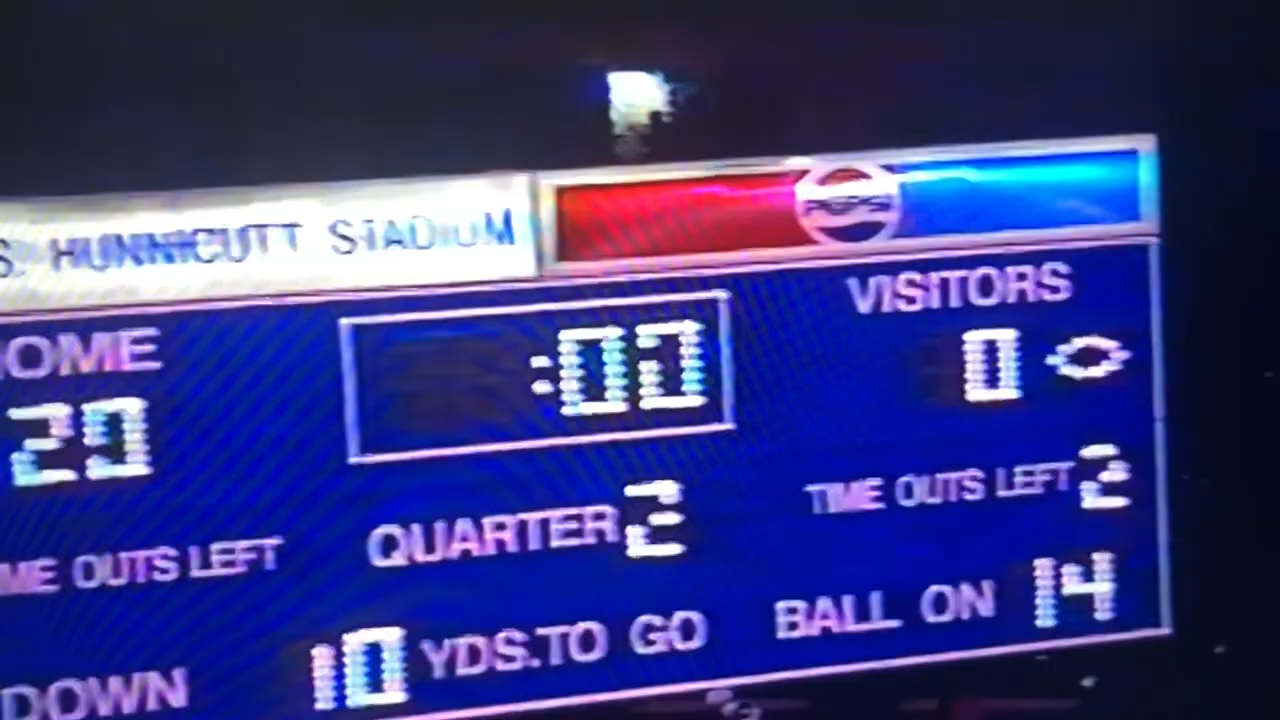 S. HUNNICUTT STADIUM
PEPSI
OME :00 VISITORS
29 0
QUARTER 2 TIME OUTS LEFT 2
ME OUTS LEFT
DOWN 10 YDS. TO GO BALL ON 14